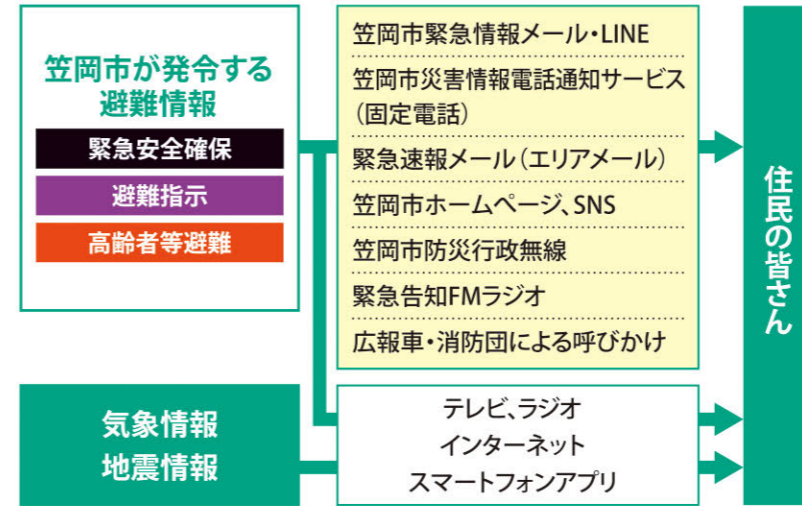 笠岡市が発令する
避難情報
緊急安全確保
避難指示
高齢者等避難
笠岡市緊急情報メール・LINE
笠岡市災害情報電話通知サービス
（固定電話）
緊急速報メール（エリアメール）
笠岡市ホームページ、SNS
笠岡市防災行政無線
緊急告知FMラジオ
広報車・消防団による呼びかけ
気象情報
地震情報
テレビ、ラジオ
インターネット
スマートフォンアプリ
住民の皆さん